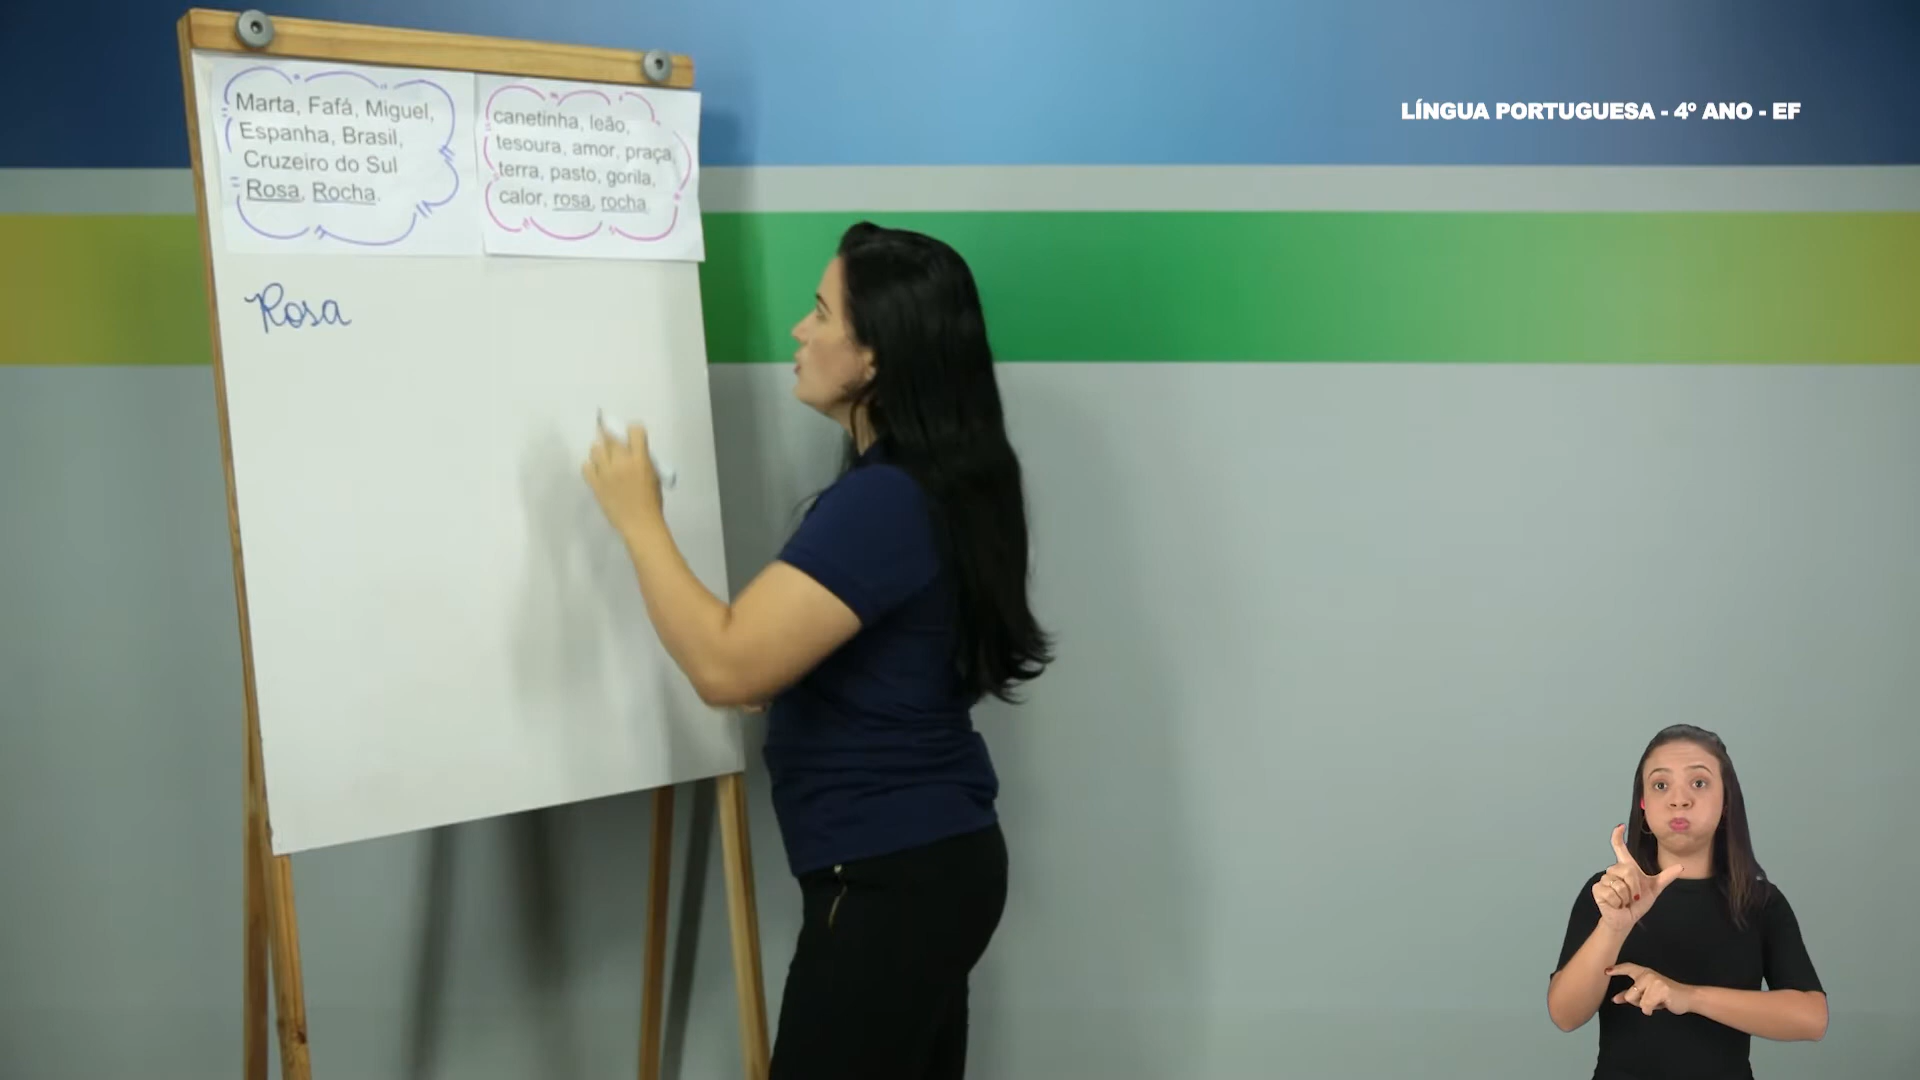 Marta, Fafá, Miguel,
Espanha, Brasil,
Cruzeiro do Sul
Rosa, Rocha.
canetinha, leão,
tesoura, amor, praça,
terra, pasto, gorila,
calor, rosa, rocha
Rosa
LÍNGUA PORTUGUESA - 4º ANO - EF